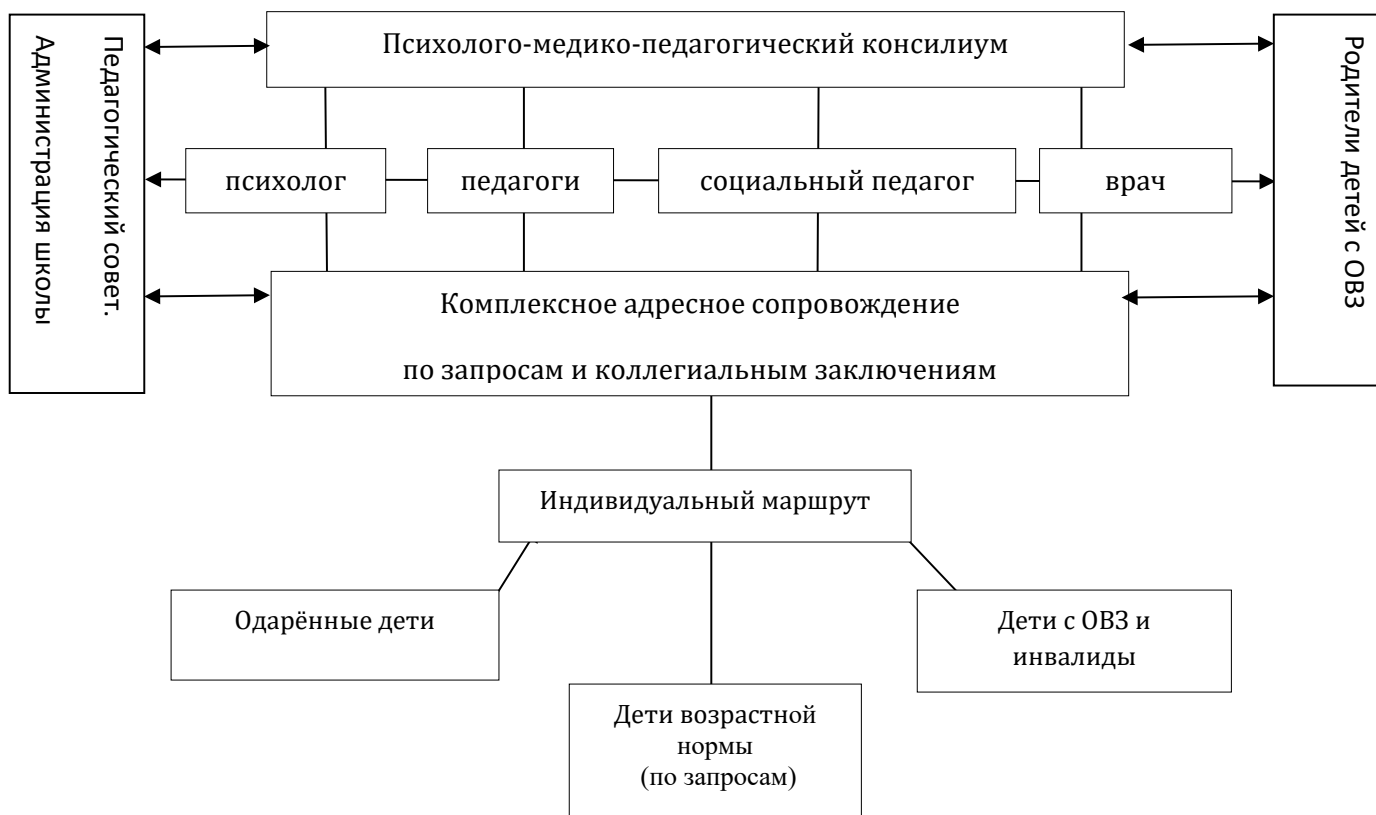 Педагогический совет.
Администрация школы
Психолого-медико-педагогический консилиум
Родители детей с ОВЗ
психолог
педагоги
социальный педагог
врач
Комплексное адресное сопровождение
по запросам и коллегиальным заключениям
Индивидуальный маршрут
Одарённые дети
Дети с ОВЗ и
инвалиды
Дети возрастной
нормы
(по запросам)